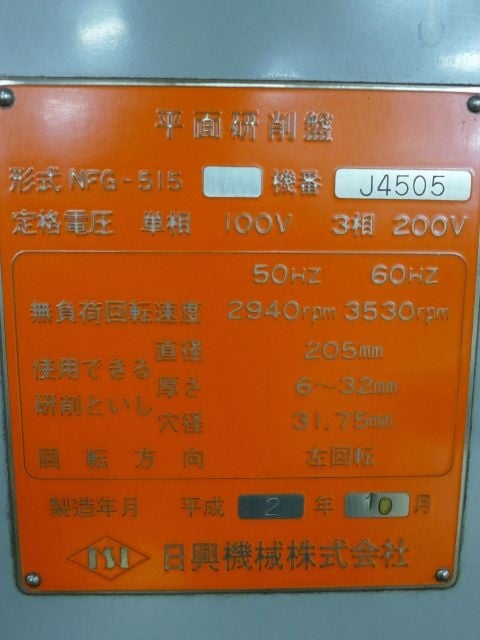 平面研削盤
形式 NFG-515 機番 J4505
定格電圧 単相 100V 3相 200V
50HZ 60HZ
無負荷回転速度 2940rpm 3530rpm
使用できる研削といし
直径 205mm
厚さ 6〜32mm
穴径 31.75mm
回転方向 左回転
製造年月 平成 2 年 10 月
日興機械株式会社